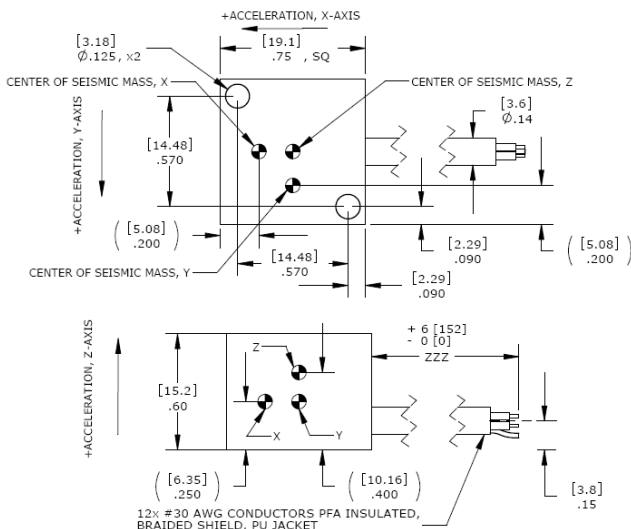 +ACCELERATION, X-AXIS
[3.18]
Ø.125, x2
[19.1]
.75 , SQ
CENTER OF SEISMIC MASS, X
CENTER OF SEISMIC MASS, Z
+ACCELERATION, Y-AXIS
[3.6]
Ø.14
[14.48]
.570
[5.08]
.200
CENTER OF SEISMIC MASS, Y
[14.48]
.570
[2.29]
.090
[2.29]
.090
[5.08]
.200
+ACCELERATION, Z-AXIS
+ 6 [152]
- 0 [0]
ZZZ
Z
[15.2]
.60
X
Y
[6.35]
.250
[10.16]
.400
[3.8]
.15
12x #30 AWG CONDUCTORS PFA INSULATED,
BRAIDED SHIELD, PU JACKET